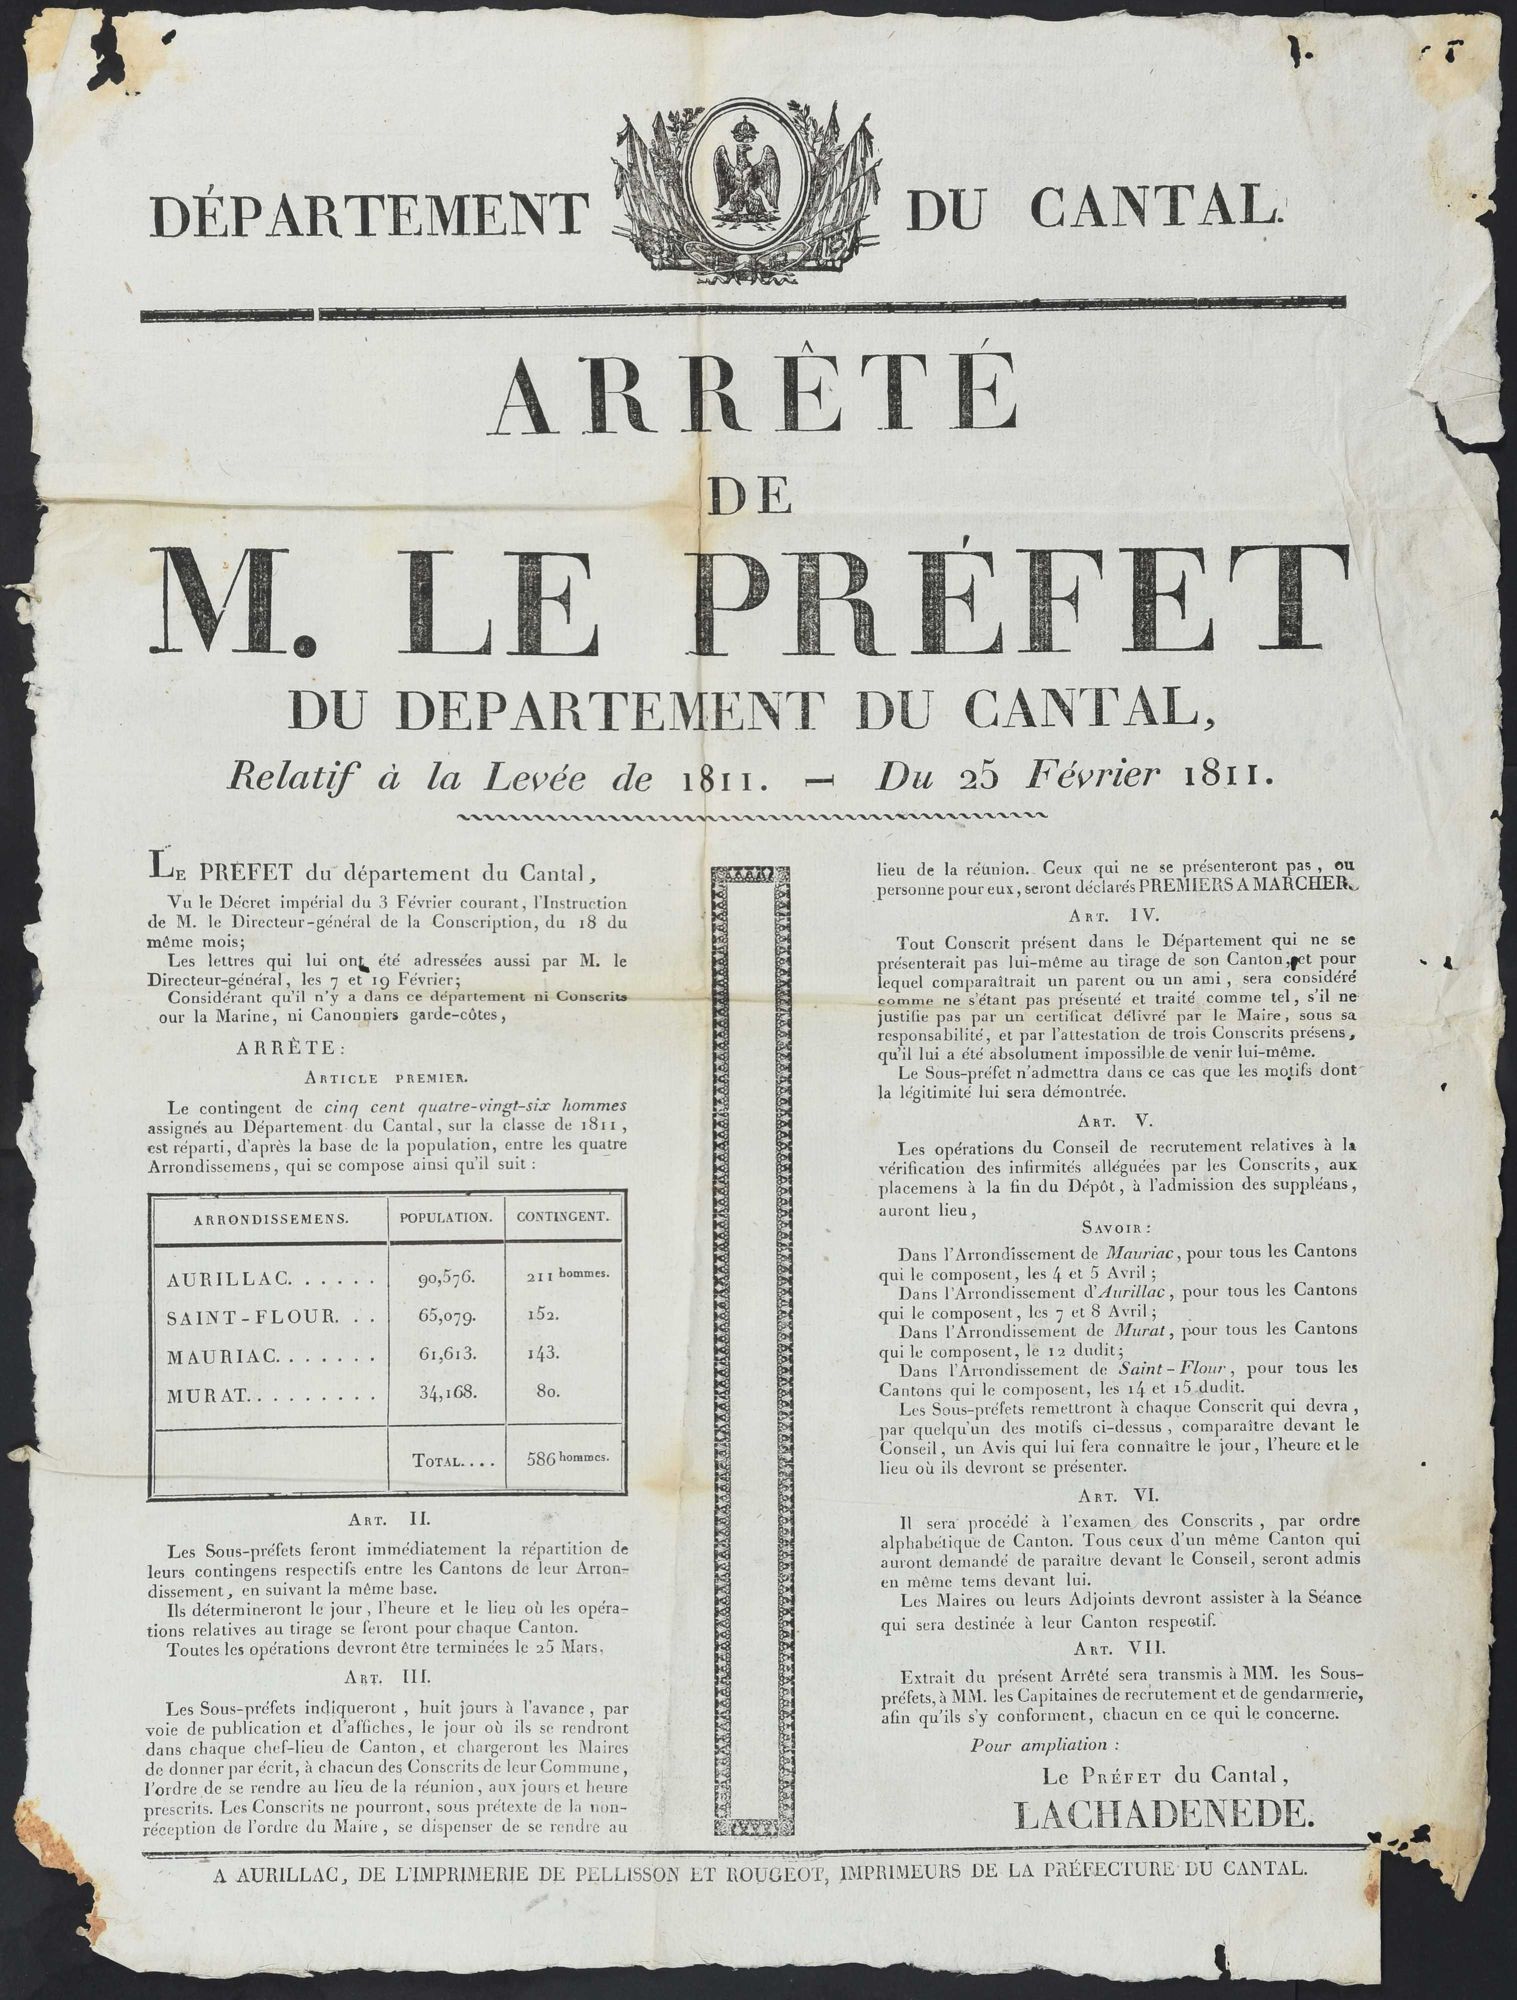 DÉPARTEMENT DU CANTAL.
ARRÊTÉ
DE
M. LE PRÉFET
DU DEPARTEMENT DU CANTAL,
Relatif à la Levée de 1811. — Du 25 Février 1811.
LE PRÉFET du département du Cantal,
Vu le Décret impérial du 3 Février courant, l'Instruction
de M. le Directeur-général de la Conscription, du 18 du
même mois;
Les lettres qui lui ont été adressées aussi par M. le
Directeur-général, les 7 et 19 Février;
Considérant qu'il n'y a dans ce département ni Conscrits
our la Marine, ni Canonniers garde-côtes,
ARRÊTE:
ARTICLE PREMIER.
Le contingent de cinq cent quatre-vingt-six hommes
assignés au Département du Cantal, sur la classe de 1811,
est réparti, d'après la base de la population, entre les quatre
Arrondissemens, qui se compose ainsi qu'il suit :
ARRONDISSEMENS. POPULATION. CONTINGENT.
AURILLAC. . . . . . 90,576. 211 hommes.
SAINT-FLOUR. . . 65,079. 152.
MAURIAC. . . . . . . 61,613. 143.
MURAT. . . . . . . . . 34,168. 80.
TOTAL. . . . 586 hommes.
ART. II.
Les Sous-préfets feront immédiatement la répartition de
leurs contingens respectifs entre les Cantons de leur Arron-
dissement, en suivant la même base.
Ils détermineront le jour, l'heure et le lieu où les opéra-
tions relatives au tirage se feront pour chaque Canton.
Toutes les opérations devront être terminées le 25 Mars.
ART. III.
Les Sous-préfets indiqueront, huit jours à l'avance, par
voie de publication et d'affiches, le jour où ils se rendront
dans chaque chef-lieu de Canton, et chargeront les Maires
de donner par écrit, à chacun des Conscrits de leur Commune,
l'ordre de se rendre au lieu de la réunion, aux jours et heure
prescrits. Les Conscrits ne pourront, sous prétexte de la non-
réception de l'ordre du Maire, se dispenser de se rendre au
lieu de la réunion. Ceux qui ne se présenteront pas, ou
personne pour eux, seront déclarés PREMIERS A MARCHER.
ART. IV.
Tout Conscrit présent dans le Département qui ne se
présenterait pas lui-même au tirage de son Canton, et pour
lequel comparaîtrait un parent ou un ami, sera considéré
comme ne s'étant pas présenté et traité comme tel, s'il ne
justifie pas par un certificat délivré par le Maire, sous sa
responsabilité, et par l'attestation de trois Conscrits présens,
qu'il lui a été absolument impossible de venir lui-même.
Le Sous-préfet n'admettra dans ce cas que les motifs dont
la légitimité lui sera démontrée.
ART. V.
Les opérations du Conseil de recrutement relatives à la
vérification des infirmités alléguées par les Conscrits, aux
placemens à la fin du Dépôt, à l'admission des suppléans,
auront lieu,
SAVOIR:
Dans l'Arrondissement de Mauriac, pour tous les Cantons
qui le composent, les 4 et 5 Avril;
Dans l'Arrondissement d'Aurillac, pour tous les Cantons
qui le composent, les 7 et 8 Avril;
Dans l'Arrondissement de Murat, pour tous les Cantons
qui le composent, le 12 dudit;
Dans l'Arrondissement de Saint-Flour, pour tous les
Cantons qui le composent, les 14 et 15 dudit.
Les Sous-préfets remettront à chaque Conscrit qui devra,
par quelqu'un des motifs ci-dessus, comparaître devant le
Conseil, un Avis qui lui fera connaître le jour, l'heure et le
lieu où ils devront se présenter.
ART. VI.
Il sera procédé à l'examen des Conscrits, par ordre
alphabétique de Canton. Tous ceux d'un même Canton qui
auront demandé de paraître devant le Conseil, seront admis
en même tems devant lui.
Les Maires ou leurs Adjoints devront assister à la Séance
qui sera destinée à leur Canton respectif.
ART. VII.
Extrait du présent Arrêté sera transmis à MM. les Sous-
préfets, à MM. les Capitaines de recrutement et de gendarmerie,
afin qu'ils s'y conforment, chacun en ce qui le concerne.
Pour ampliation :
Le PRÉFET du Cantal,
LACHADENEDE.
A AURILLAC, DE L'IMPRIMERIE DE PELLISSON ET ROUGEOT, IMPRIMEURS DE LA PRÉFECTURE DU CANTAL.